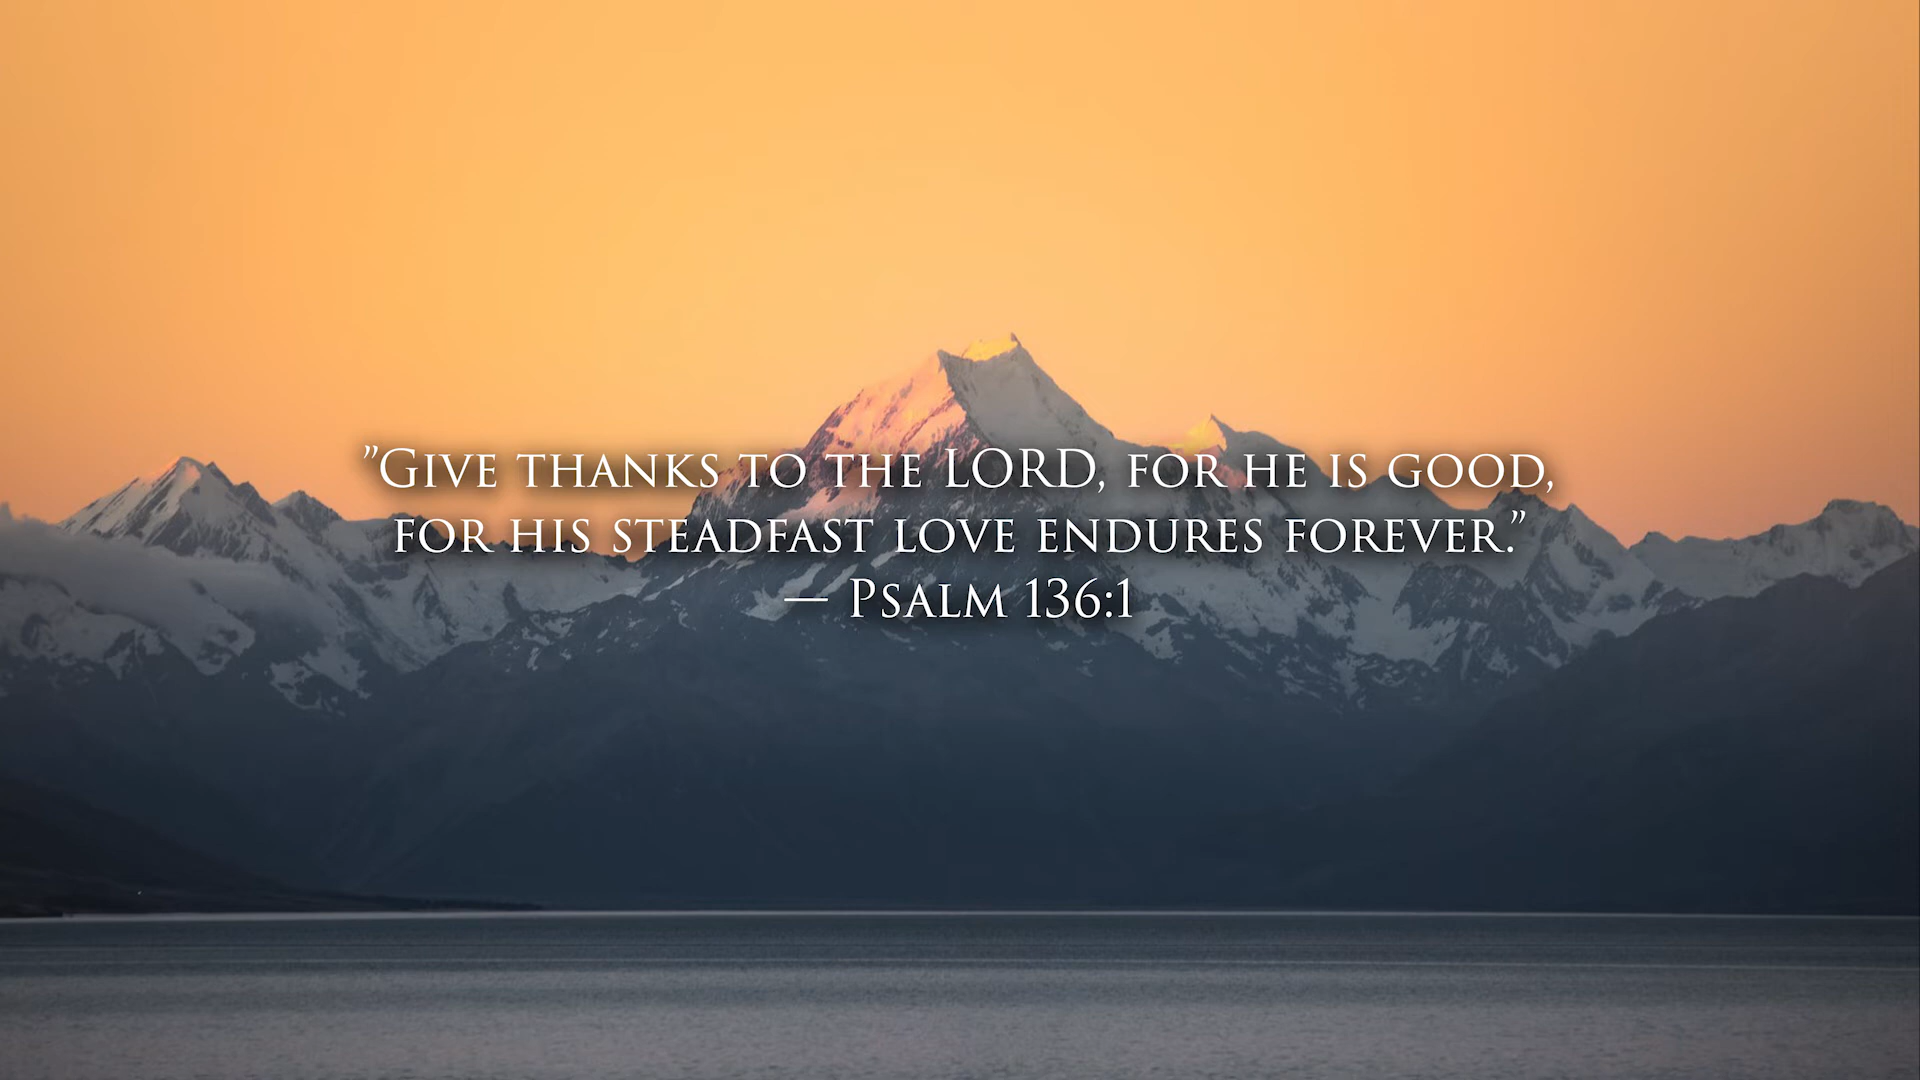 ”Give thanks to the LORD, for he is good,
for his steadfast love endures forever.”
— Psalm 136:1